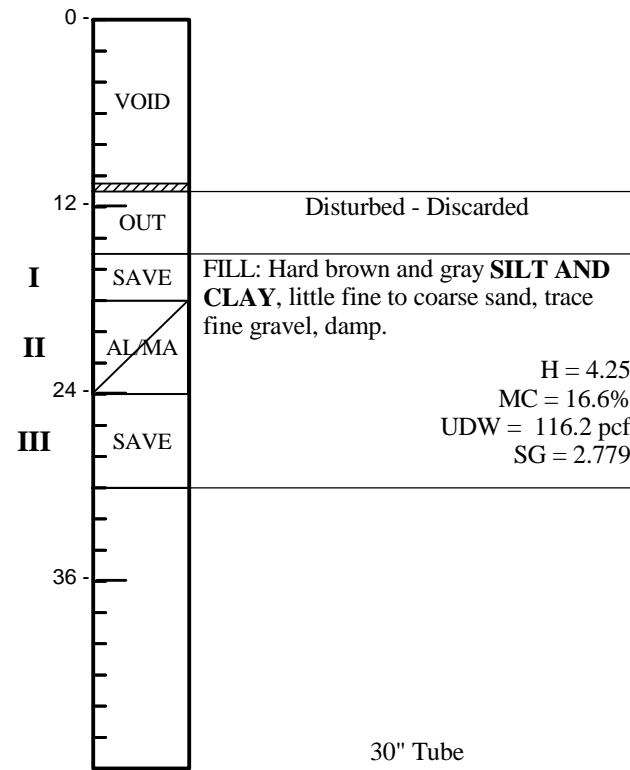 0 -
VOID
12 -
Disturbed - Discarded
OUT
I
SAVE
FILL: Hard brown and gray SILT AND
CLAY, little fine to coarse sand, trace
fine gravel, damp.
II
AL/MA
H = 4.25
24 -
MC = 16.6%
UDW = 116.2 pcf
III
SAVE
SG = 2.779
36 -
30" Tube